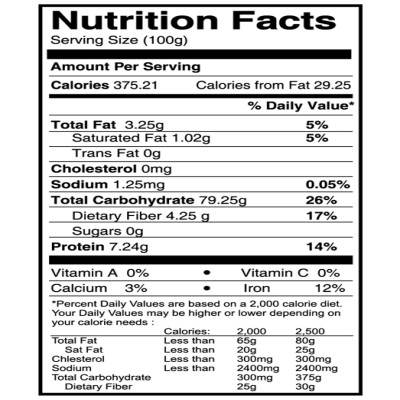 Nutrition Facts
Serving Size (100g)
Amount Per Serving
Calories 375.21 Calories from Fat 29.25
% Daily Value*
Total Fat 3.25g 5%
Saturated Fat 1.02g 5%
Trans Fat 0g
Cholesterol 0mg
Sodium 1.25mg 0.05%
Total Carbohydrate 79.25g 26%
Dietary Fiber 4.25 g 17%
Sugars 0g
Protein 7.24g 14%
Vitamin A 0% • Vitamin C 0%
Calcium 3% • Iron 12%
*Percent Daily Values are based on a 2,000 calorie diet.
Your Daily Values may be higher or lower depending on
your calorie needs :
Calories: 2,000 2,500
Total Fat Less than 65g 80g
Sat Fat Less than 20g 25g
Chlesterol Less than 300mg 300mg
Sodium Less than 2400mg 2400mg
Total Carbohydrate 300mg 375g
Dietary Fiber 25g 30g